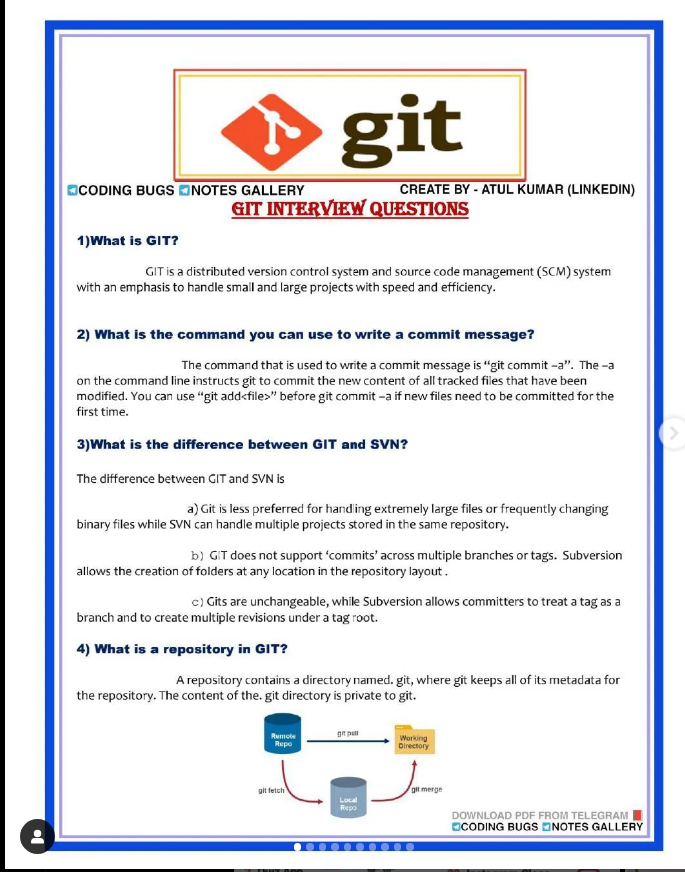 git
CODING BUGS NOTES GALLERY
CREATE BY - ATUL KUMAR (LINKEDIN)
GIT INTERVIEW QUESTIONS
1)What is GIT?
GIT is a distributed version control system and source code management (SCM) system
with an emphasis to handle small and large projects with speed and efficiency.
2) What is the command you can use to write a commit message?
The command that is used to write a commit message is “git commit –a”. The –a
on the command line instructs git to commit the new content of all tracked files that have been
modified. You can use “git add<file>” before git commit –a if new files need to be committed for the
first time.
3)What is the difference between GIT and SVN?
The difference between GIT and SVN is
a) Git is less preferred for handling extremely large files or frequently changing
binary files while SVN can handle multiple projects stored in the same repository.
b) GIT does not support ‘commits’ across multiple branches or tags. Subversion
allows the creation of folders at any location in the repository layout .
c) Gits are unchangeable, while Subversion allows committers to treat a tag as a
branch and to create multiple revisions under a tag root.
4) What is a repository in GIT?
A repository contains a directory named. git, where git keeps all of its metadata for
the repository. The content of the. git directory is private to git.
Remote
Repo
git pull
Working
Directory
git fetch
Local
Repo
git merge
DOWNLOAD PDF FROM TELEGRAM
CODING BUGS NOTES GALLERY